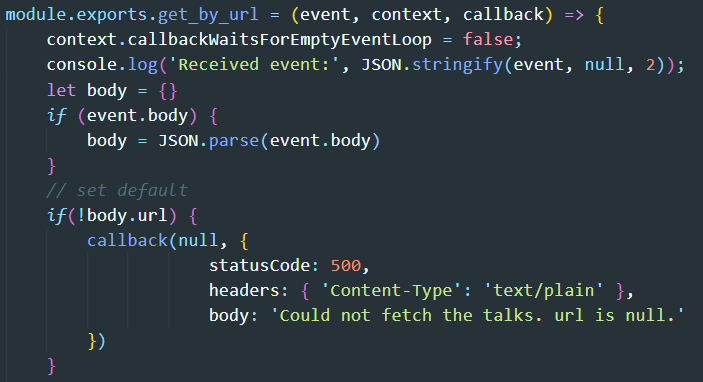 module.exports.get_by_url = (event, context, callback) => {
    context.callbackWaitsForEmptyEventLoop = false;
    console.log('Received event:', JSON.stringify(event, null, 2));
    let body = {}
    if (event.body) {
        body = JSON.parse(event.body)
    }
    // set default
    if(!body.url) {
        callback(null, {
                    statusCode: 500,
                    headers: { 'Content-Type': 'text/plain' },
                    body: 'Could not fetch the talks. url is null.'
        })
    }